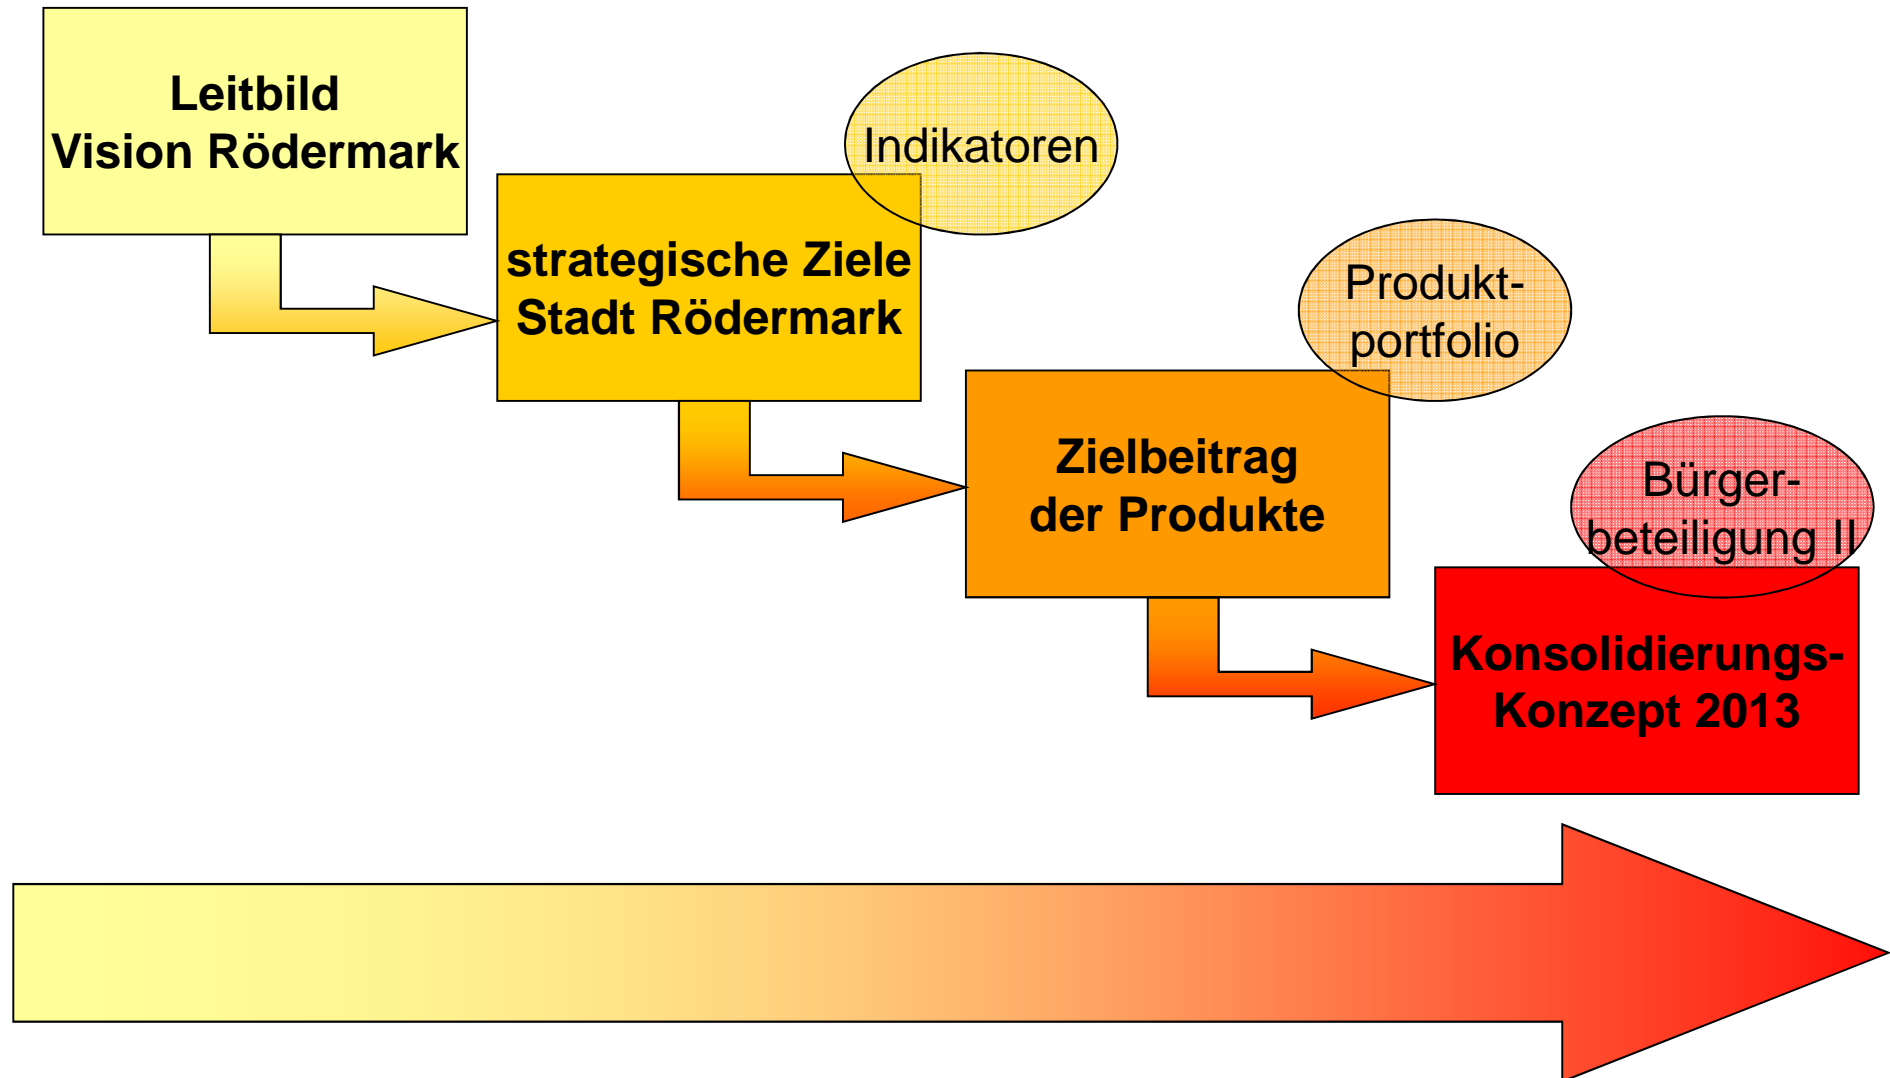 Leitbild
Vision Rödermark
Indikatoren
strategische Ziele
Stadt Rödermark
Produkt-
portfolio
Zielbeitrag
der Produkte
Bürger-
beteiligung II
Konsolidierungs-
Konzept 2013